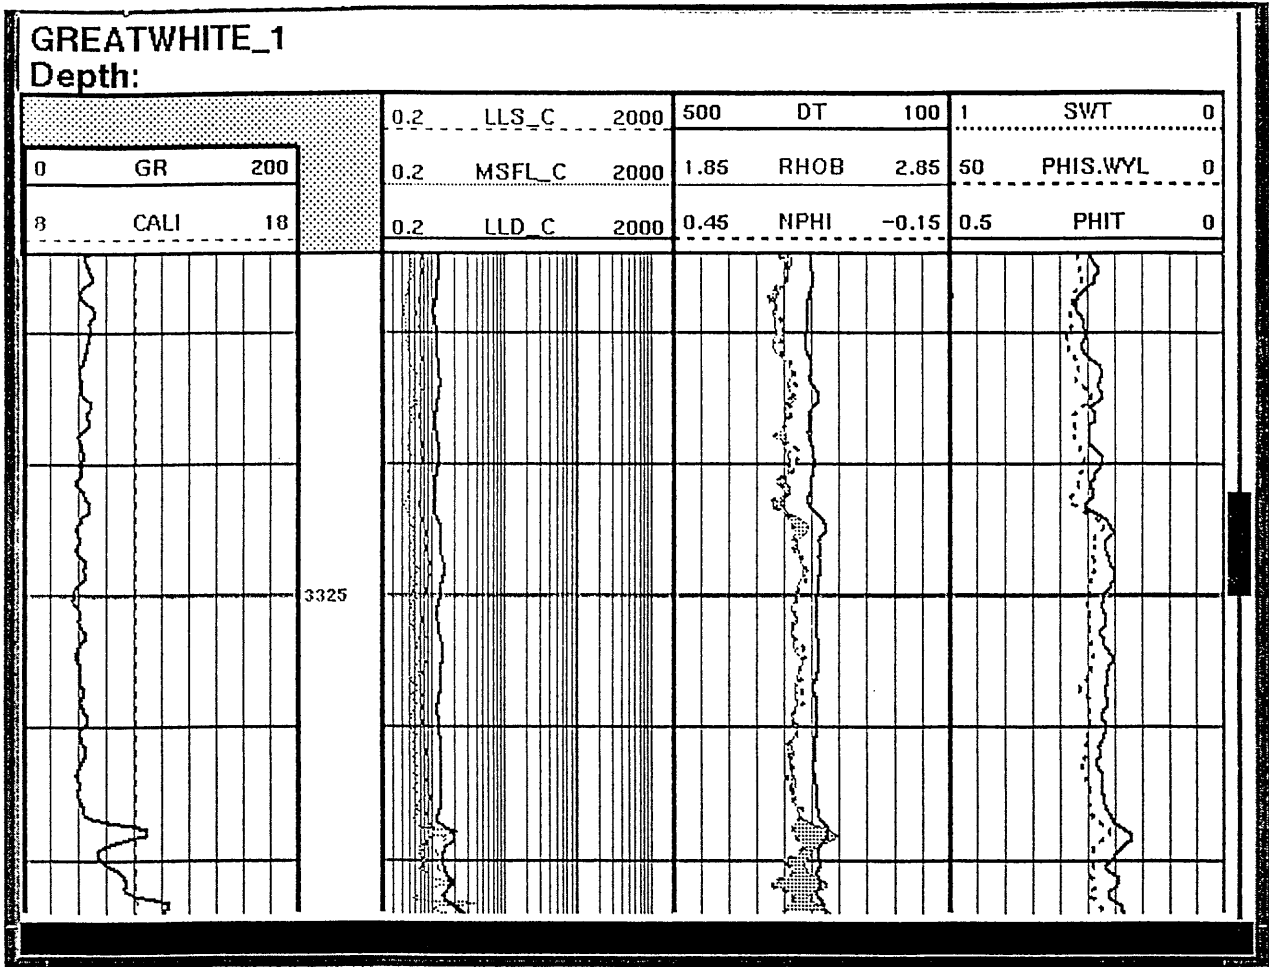 GREATWHITE_1
Depth:
0.2 LLS_C 2000
500 DT 100
1 SWT 0
0 GR 200
0.2 MSFL_C 2000
1.85 RHOB 2.85
50 PHIS.WYL 0
8 CALI 18
0.2 LLD_C 2000
0.45 NPHI -0.15
0.5 PHIT 0
3325